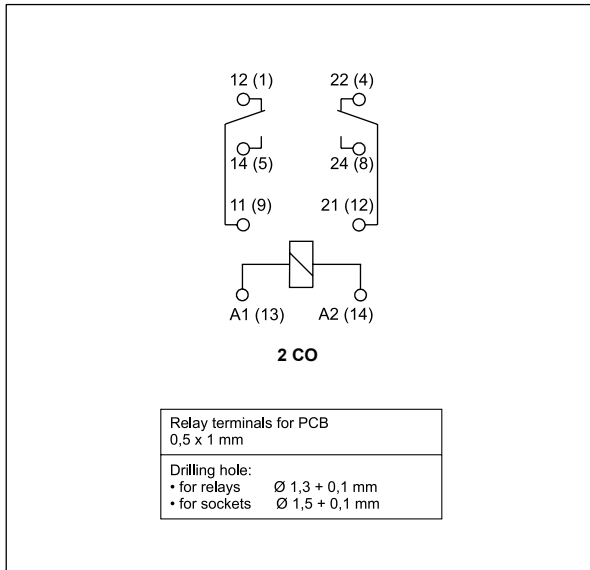 12 (1) 22 (4)
14 (5) 24 (8)
11 (9) 21 (12)
A1 (13) A2 (14)
2 CO
Relay terminals for PCB
0,5 x 1 mm
Drilling hole:
• for relays Ø 1,3 + 0,1 mm
• for sockets Ø 1,5 + 0,1 mm